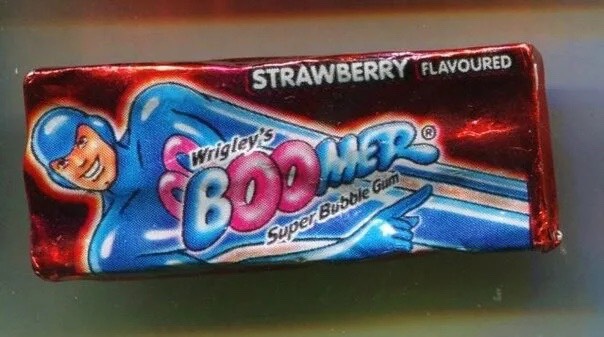 STRAWBERRY FLAVOURED
Wrigley's
BOOMER®
Super Bubble Gum